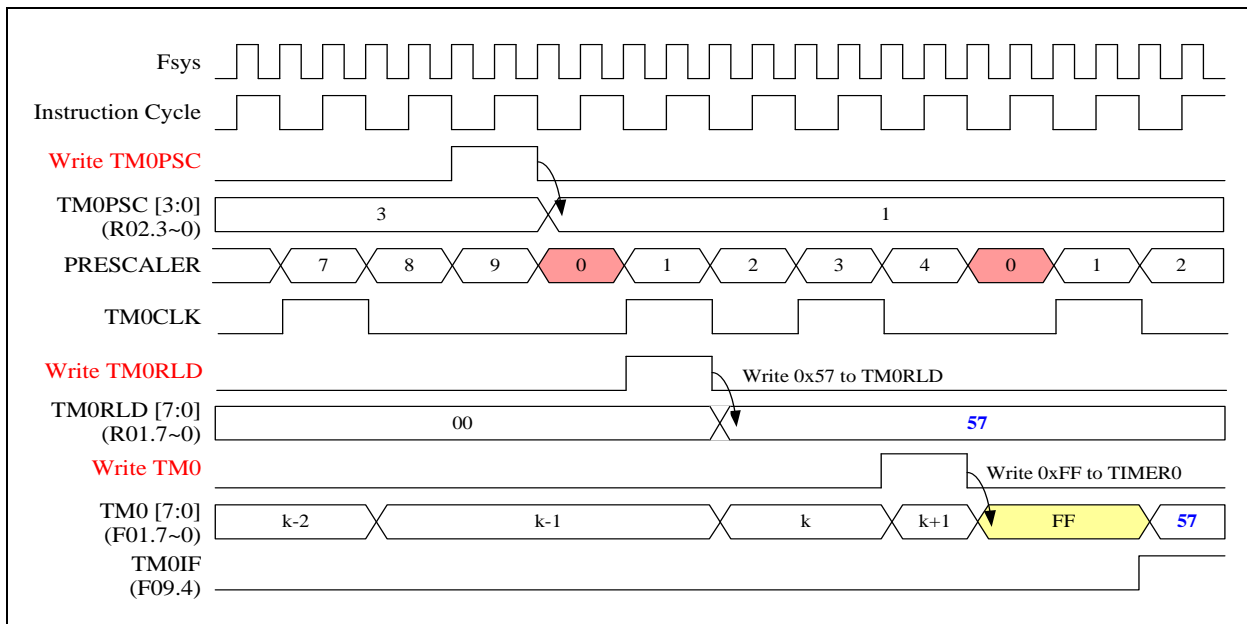 Fsys
Instruction Cycle
Write TM0PSC
TM0PSC [3:0]
(R02.3~0)
3 1
PRESCALER
7 8 9 0 1 2 3 4 0 1 2
TM0CLK
Write TM0RLD
Write 0x57 to TM0RLD
TM0RLD [7:0]
(R01.7~0)
00 57
Write TM0
Write 0xFF to TIMER0
TM0 [7:0]
(F01.7~0)
k-2 k-1 k k+1 FF 57
TM0IF
(F09.4)